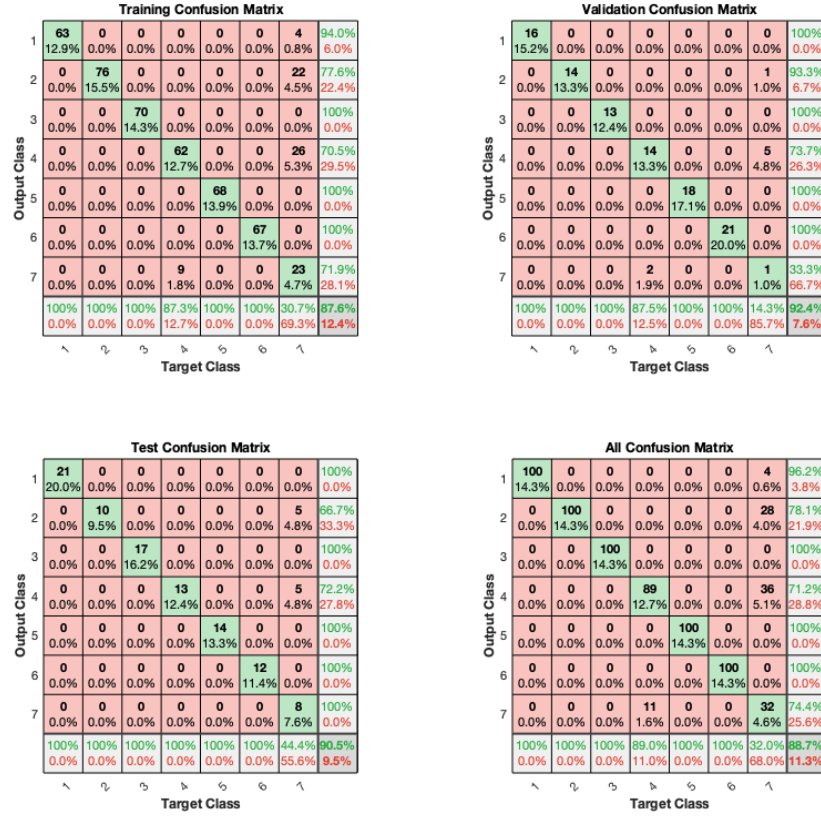 Training Confusion Matrix Validation Confusion Matrix
1 63 0 0 0 0 0 4 94.0% 1 16 0 0 0 0 0 0 100%
12.9% 0.0% 0.0% 0.0% 0.0% 0.0% 0.8% 6.0% 15.2% 0.0% 0.0% 0.0% 0.0% 0.0% 0.0% 0.0%
2 0 76 0 0 0 0 22 77.6% 2 0 14 0 0 0 0 1 93.3%
0.0% 15.5% 0.0% 0.0% 0.0% 0.0% 4.5% 22.4% 0.0% 13.3% 0.0% 0.0% 0.0% 0.0% 1.0% 6.7%
3 0 0 70 0 0 0 0 100% 3 0 0 13 0 0 0 0 100%
0.0% 0.0% 14.3% 0.0% 0.0% 0.0% 0.0% 0.0% 0.0% 0.0% 12.4% 0.0% 0.0% 0.0% 0.0% 0.0%
4 0 0 0 62 0 0 26 70.5% 4 0 0 0 14 0 0 5 73.7%
0.0% 0.0% 0.0% 12.7% 0.0% 0.0% 5.3% 29.5% 0.0% 0.0% 0.0% 13.3% 0.0% 0.0% 4.8% 26.3%
5 0 0 0 0 68 0 0 100% 5 0 0 0 0 18 0 0 100%
0.0% 0.0% 0.0% 0.0% 13.9% 0.0% 0.0% 0.0% 0.0% 0.0% 0.0% 0.0% 17.1% 0.0% 0.0% 0.0%
6 0 0 0 0 0 67 0 100% 6 0 0 0 0 0 21 0 100%
0.0% 0.0% 0.0% 0.0% 0.0% 13.7% 0.0% 0.0% 0.0% 0.0% 0.0% 0.0% 0.0% 20.0% 0.0% 0.0%
7 0 0 0 9 0 0 23 71.9% 7 0 0 0 2 0 0 1 33.3%
0.0% 0.0% 0.0% 1.8% 0.0% 0.0% 4.7% 28.1% 0.0% 0.0% 0.0% 1.9% 0.0% 0.0% 1.0% 66.7%
100% 100% 100% 87.3% 100% 100% 30.7% 87.6% 100% 100% 100% 87.5% 100% 100% 14.3% 92.4%
0.0% 0.0% 0.0% 12.7% 0.0% 0.0% 69.3% 12.4% 0.0% 0.0% 0.0% 12.5% 0.0% 0.0% 85.7% 7.6%
1 2 3 4 5 6 7 1 2 3 4 5 6 7
Output Class Output Class
Target Class Target Class
Test Confusion Matrix All Confusion Matrix
1 21 0 0 0 0 0 0 100% 1 100 0 0 0 0 0 4 96.2%
20.0% 0.0% 0.0% 0.0% 0.0% 0.0% 0.0% 0.0% 14.3% 0.0% 0.0% 0.0% 0.0% 0.0% 0.6% 3.8%
2 0 10 0 0 0 0 5 66.7% 2 0 100 0 0 0 0 28 78.1%
0.0% 9.5% 0.0% 0.0% 0.0% 0.0% 4.8% 33.3% 0.0% 14.3% 0.0% 0.0% 0.0% 0.0% 4.0% 21.9%
3 0 0 17 0 0 0 0 100% 3 0 0 100 0 0 0 0 100%
0.0% 0.0% 16.2% 0.0% 0.0% 0.0% 0.0% 0.0% 0.0% 0.0% 14.3% 0.0% 0.0% 0.0% 0.0% 0.0%
4 0 0 0 13 0 0 5 72.2% 4 0 0 0 89 0 0 36 71.2%
0.0% 0.0% 0.0% 12.4% 0.0% 0.0% 4.8% 27.8% 0.0% 0.0% 0.0% 12.7% 0.0% 0.0% 5.1% 28.8%
5 0 0 0 0 14 0 0 100% 5 0 0 0 0 100 0 0 100%
0.0% 0.0% 0.0% 0.0% 13.3% 0.0% 0.0% 0.0% 0.0% 0.0% 0.0% 0.0% 14.3% 0.0% 0.0% 0.0%
6 0 0 0 0 0 12 0 100% 6 0 0 0 0 0 100 0 100%
0.0% 0.0% 0.0% 0.0% 0.0% 11.4% 0.0% 0.0% 0.0% 0.0% 0.0% 0.0% 0.0% 14.3% 0.0% 0.0%
7 0 0 0 0 0 0 8 100% 7 0 0 0 11 0 0 32 74.4%
0.0% 0.0% 0.0% 0.0% 0.0% 0.0% 7.6% 0.0% 0.0% 0.0% 0.0% 1.6% 0.0% 0.0% 4.6% 25.6%
100% 100% 100% 100% 100% 100% 44.4% 90.5% 100% 100% 100% 89.0% 100% 100% 32.0% 88.7%
0.0% 0.0% 0.0% 0.0% 0.0% 0.0% 55.6% 9.5% 0.0% 0.0% 0.0% 11.0% 0.0% 0.0% 68.0% 11.3%
1 2 3 4 5 6 7 1 2 3 4 5 6 7
Output Class Output Class
Target Class Target Class